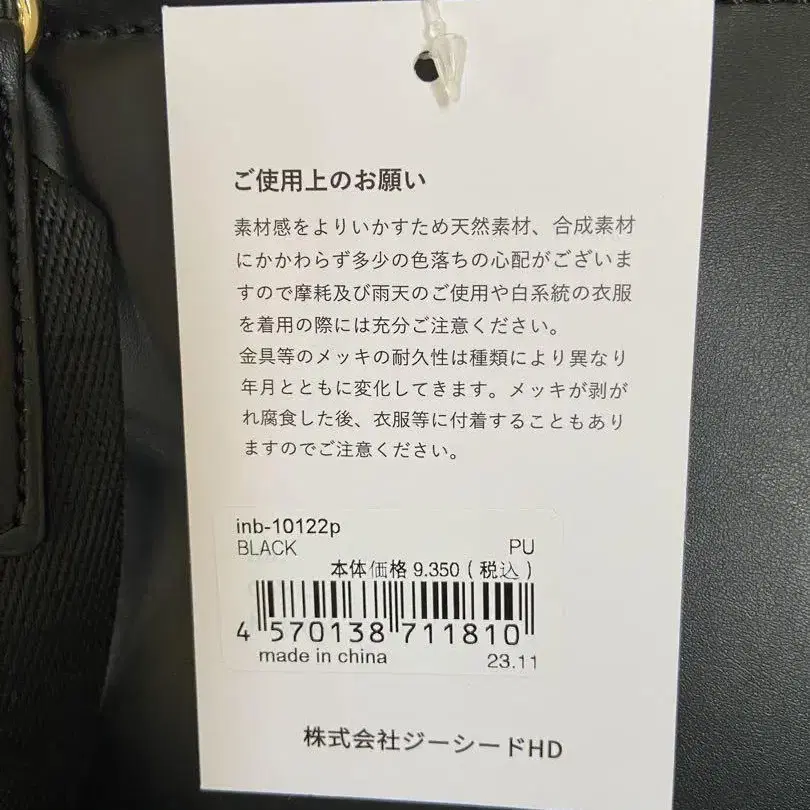 ご使用上のお願い
素材感をよりいかすため天然素材、合成素材
にかかわらず多少の色落ちの心配がございま
すので摩耗及び雨天のご使用や白系統の衣服
を着用の際には充分ご注意ください。
金具等のメッキの耐久性は種類により異なり
年月とともに変化してきます。メッキが剥が
れ腐食した後、衣服等に付着することもあり
ますのでご注意ください。
inb-10122p
BLACK PU
本体価格 9.350 ( 税込 )
4 570138 711810
made in china 23.11
株式会社ジーシードHD